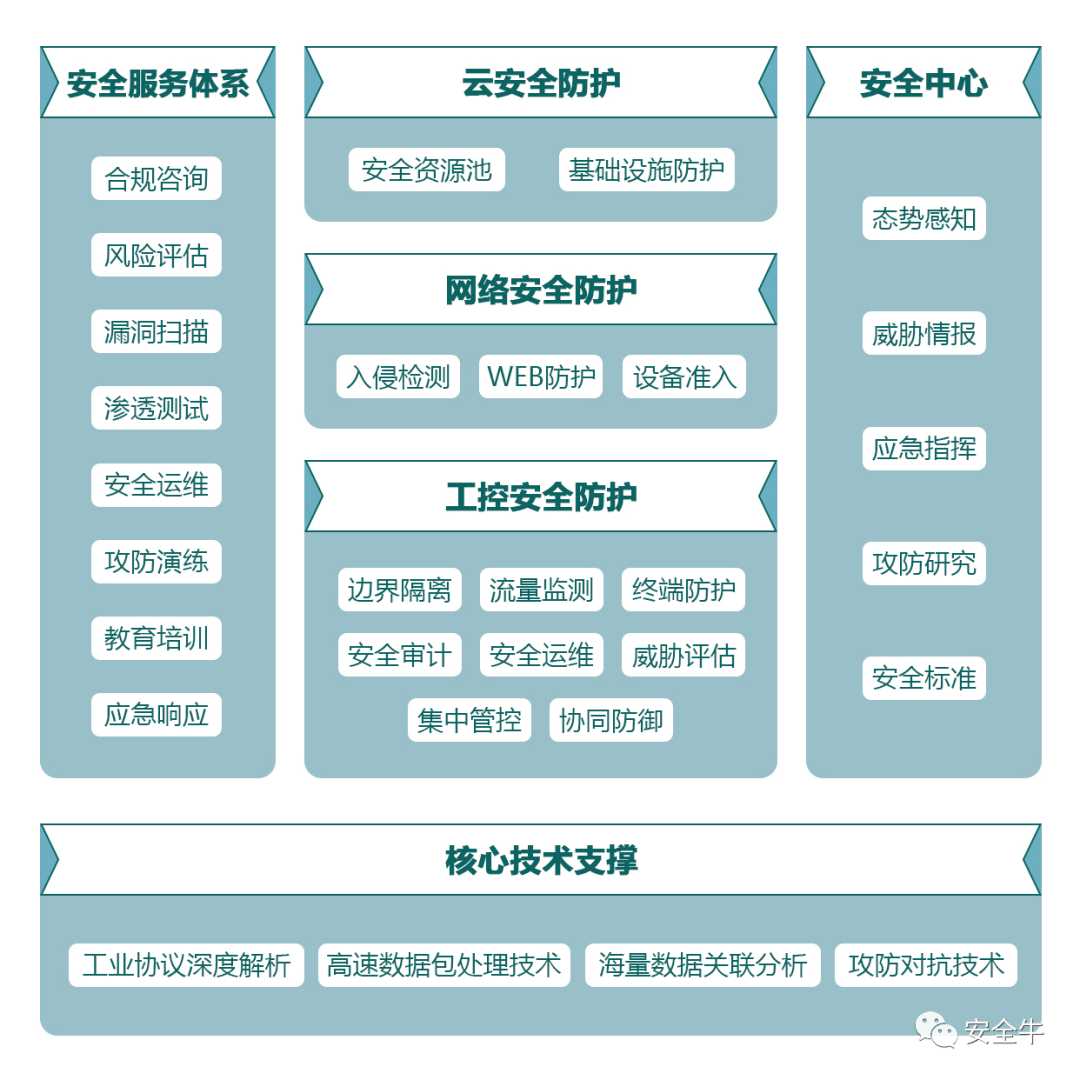 安全服务体系
合规咨询
风险评估
漏洞扫描
渗透测试
安全运维
攻防演练
教育培训
应急响应
云安全防护
安全资源池 基础设施防护
网络安全防护
入侵检测 WEB防护 设备准入
工控安全防护
边界隔离 流量监测 终端防护
安全审计 安全运维 威胁评估
集中管控 协同防御
安全中心
态势感知
威胁情报
应急指挥
攻防研究
安全标准
核心技术支撑
工业协议深度解析 高速数据包处理技术 海量数据关联分析 攻防对抗技术
安全牛